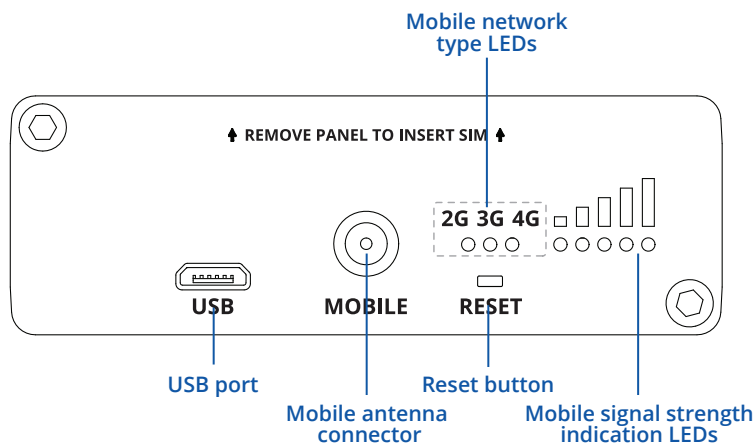 Mobile network
type LEDs
REMOVE PANEL TO INSERT SIM
2G 3G 4G
USB
MOBILE
RESET
USB port
Mobile antenna
connector
Reset button
Mobile signal strength
indication LEDs